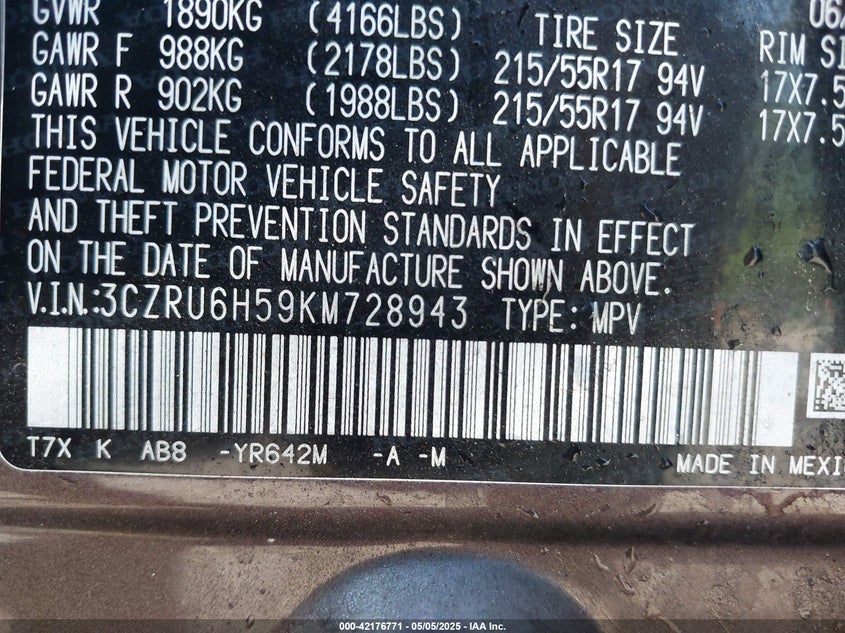 GVWR 1890KG (4166LBS) TIRE SIZE
GAWR F 988KG (2178LBS) 215/55R17 94V 17X7.5
GAWR R 902KG (1988LBS) 215/55R17 94V 17X7.5
THIS VEHICLE CONFORMS TO ALL APPLICABLE
FEDERAL MOTOR VEHICLE SAFETY
AND THEFT PREVENTION STANDARDS IN EFFECT
ON THE DATE OF MANUFACTURE SHOWN ABOVE.
V.I.N.:3CZRU6H59KM728943 TYPE: MPV
T7X K AB8 -YR642M -A -M MADE IN
000-42176771 - 05/05/2025 - IAA Inc.